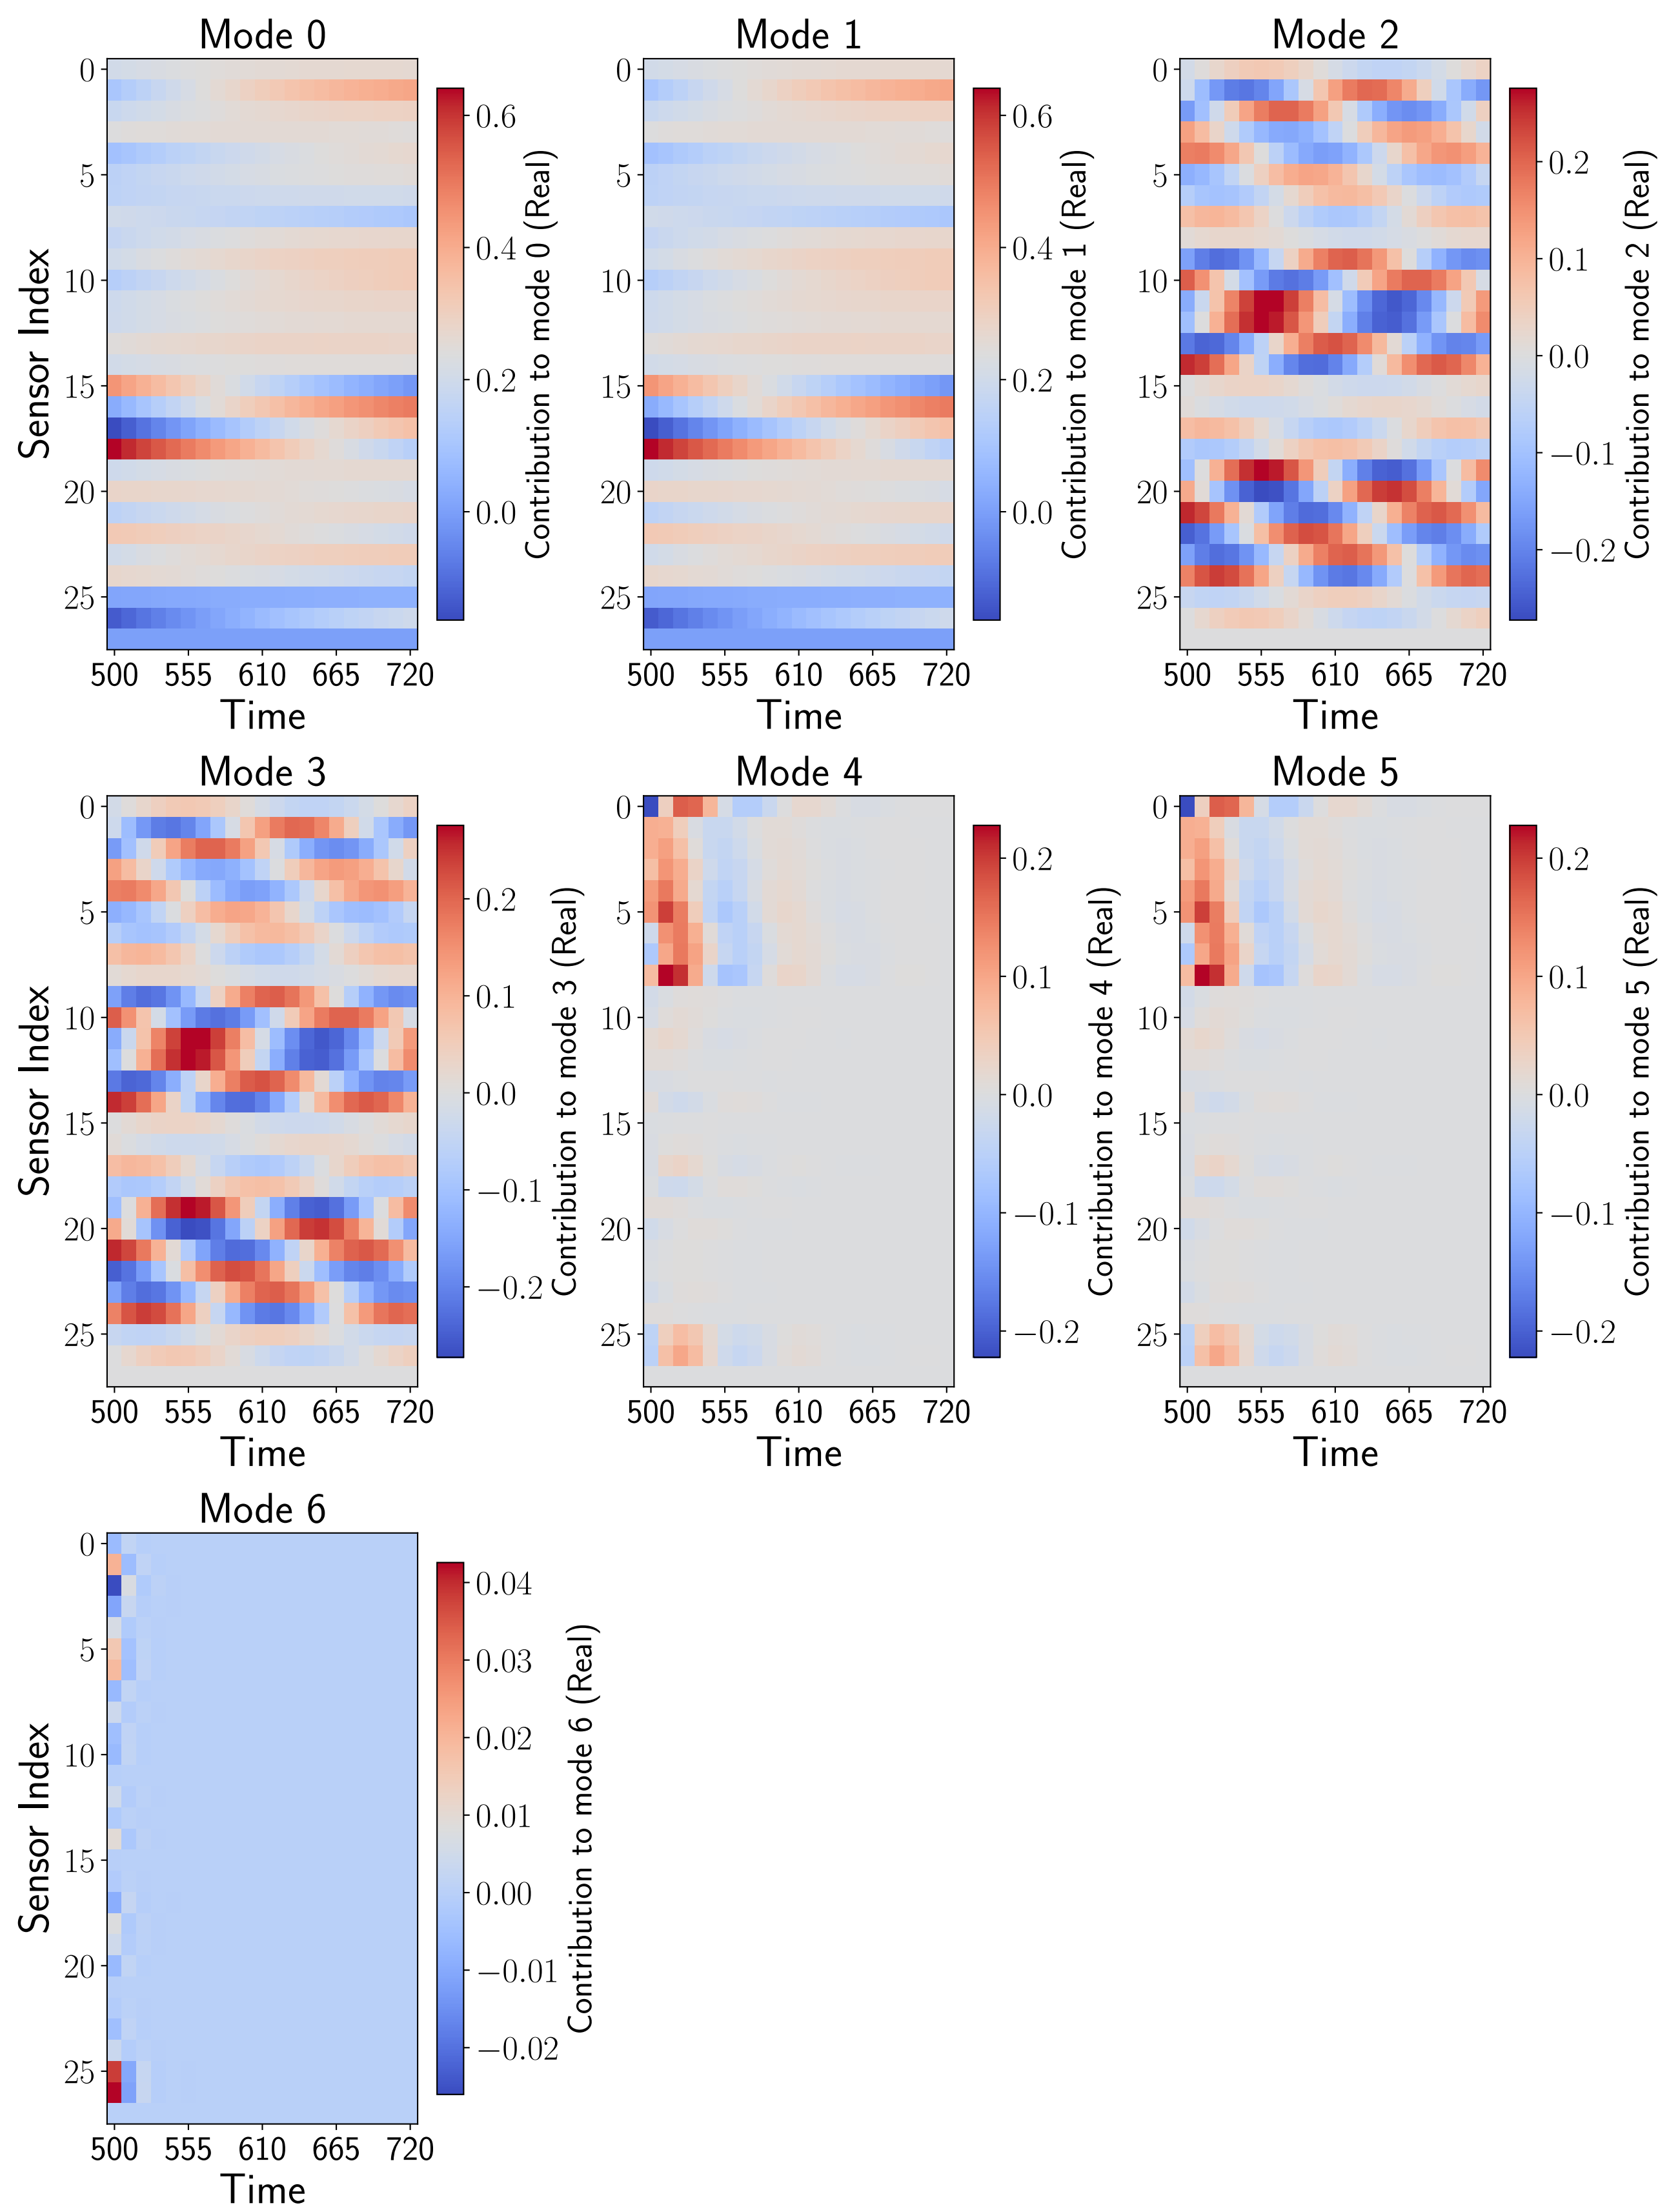 Mode 0
Mode 1
Mode 2
0
5
10
15
20
25
Sensor Index
500 555 610 665 720
Time
0.6
0.4
0.2
0.0
Contribution to mode 0 (Real)
0
5
10
15
20
25
500 555 610 665 720
Time
0.6
0.4
0.2
0.0
Contribution to mode 1 (Real)
0
5
10
15
20
25
500 555 610 665 720
Time
0.2
0.1
0.0
−0.1
−0.2
Contribution to mode 2 (Real)
Mode 3
Mode 4
Mode 5
0
5
10
15
20
25
Sensor Index
500 555 610 665 720
Time
0.2
0.1
0.0
−0.1
−0.2
Contribution to mode 3 (Real)
0
5
10
15
20
25
500 555 610 665 720
Time
0.2
0.1
0.0
−0.1
−0.2
Contribution to mode 4 (Real)
0
5
10
15
20
25
500 555 610 665 720
Time
0.2
0.1
0.0
−0.1
−0.2
Contribution to mode 5 (Real)
Mode 6
0
5
10
15
20
25
Sensor Index
500 555 610 665 720
Time
0.04
0.03
0.02
0.01
0.00
−0.01
−0.02
Contribution to mode 6 (Real)